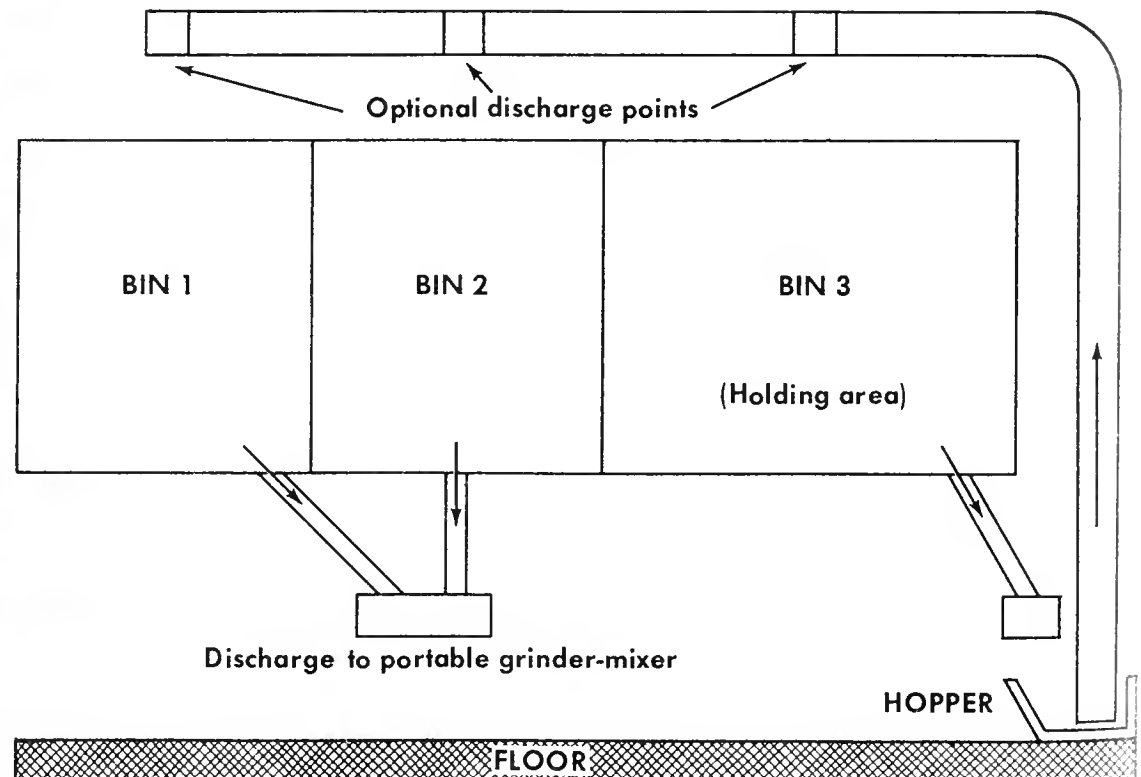 Optional discharge points
BIN 1
BIN 2
BIN 3
(Holding area)
Discharge to portable grinder-mixer
HOPPER
FLOOR